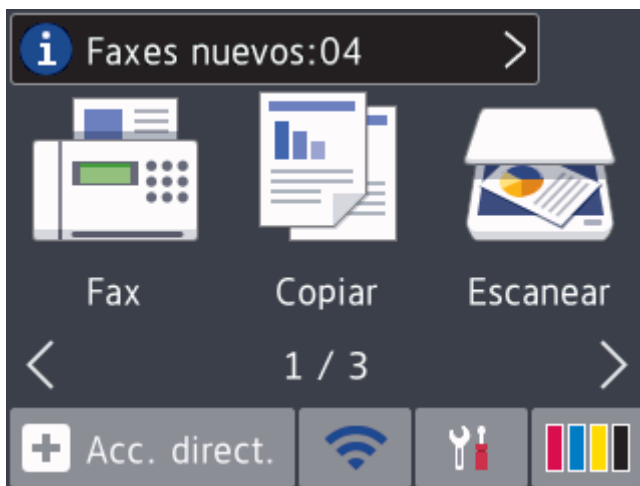 Faxes nuevos:04
Fax
Copiar
Escanear
1 / 3
Acc. direct.